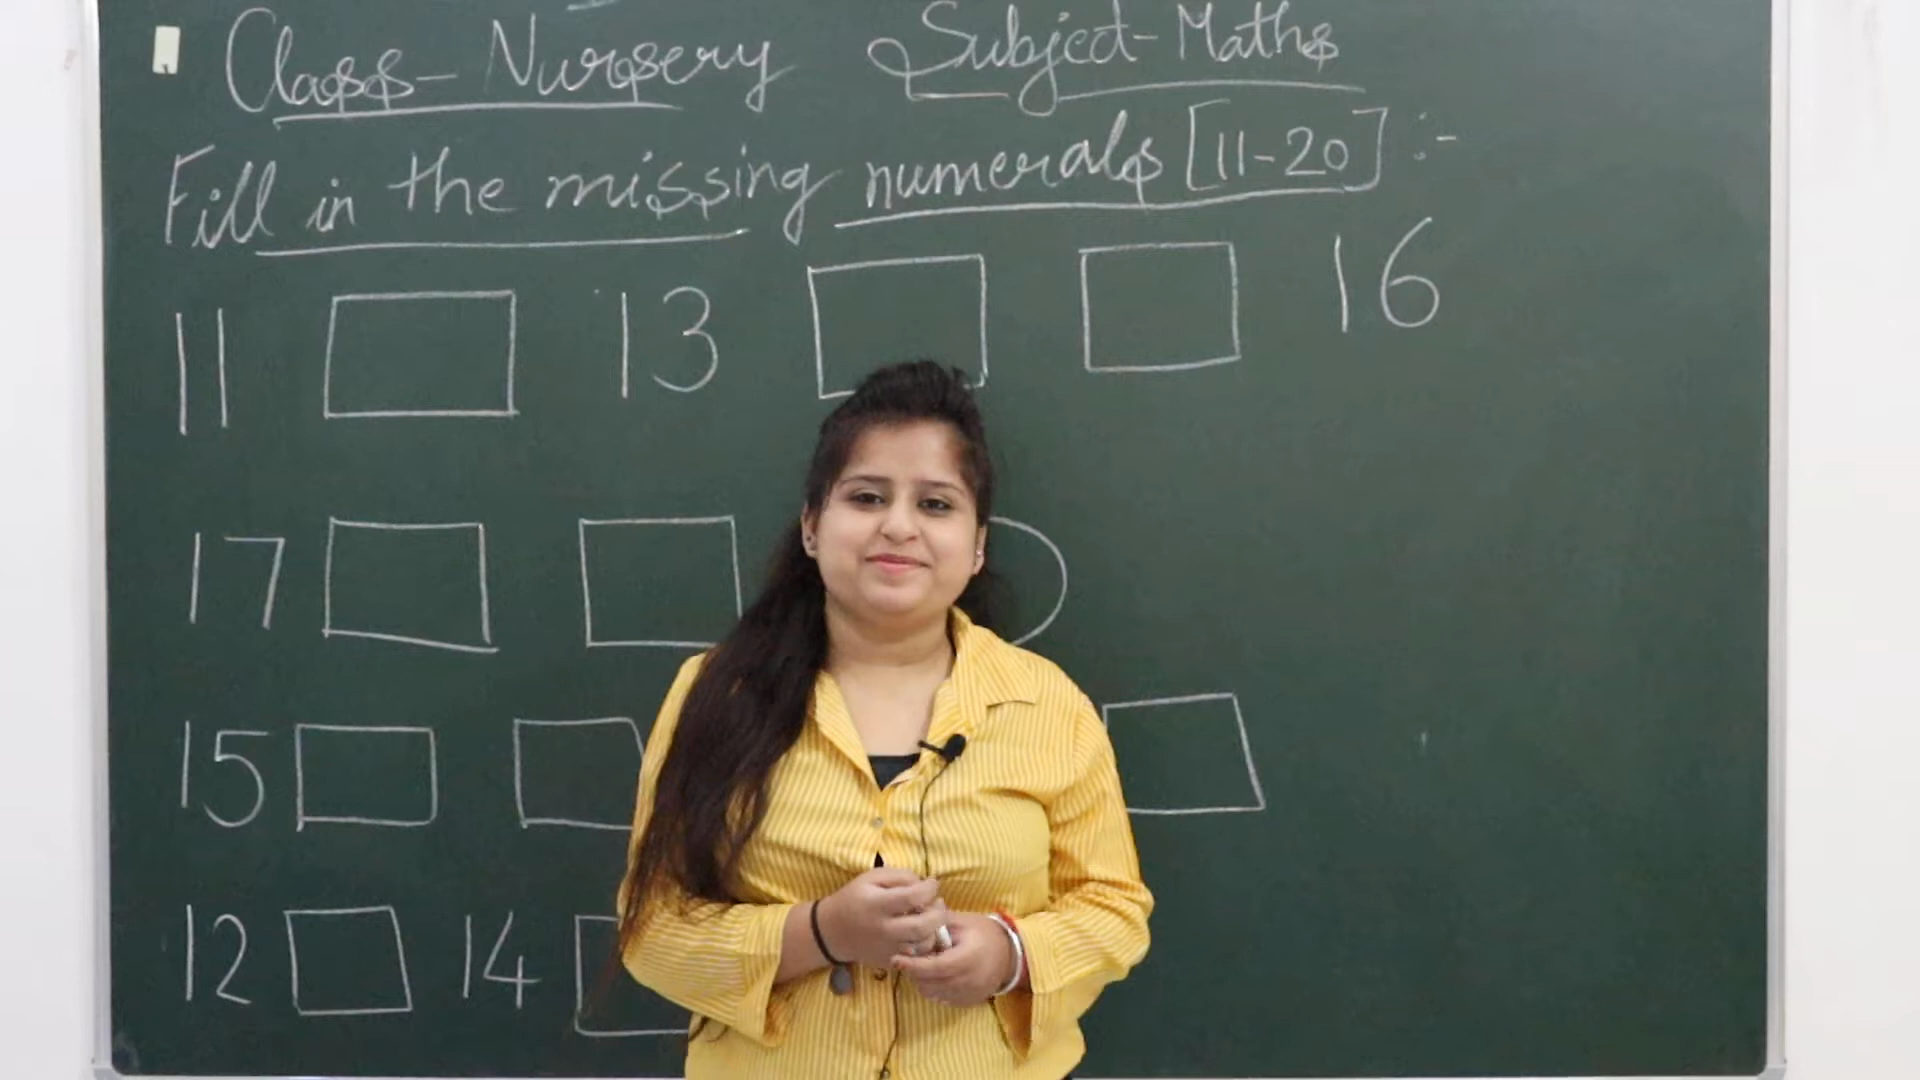 Class- Nursery Subject-Maths
Fill in the missing numerals [11-20] :-
11 13 16
17
15
12 14